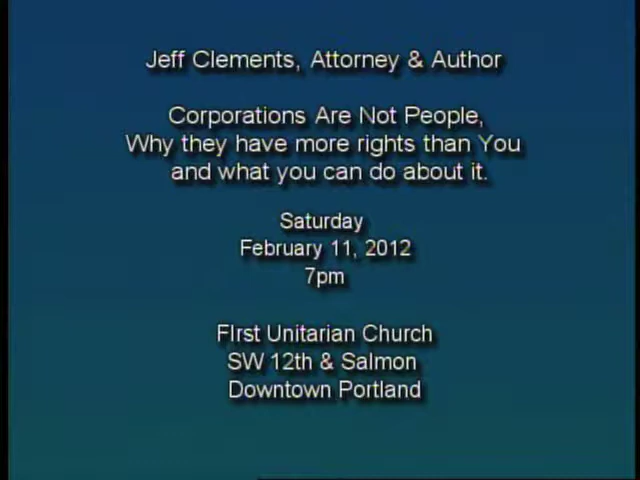 Jeff Clements, Attorney & Author
Corporations Are Not People,
Why they have more rights than You
and what you can do about it.
Saturday
February 11, 2012
7pm
FIrst Unitarian Church
SW 12th & Salmon
Downtown Portland